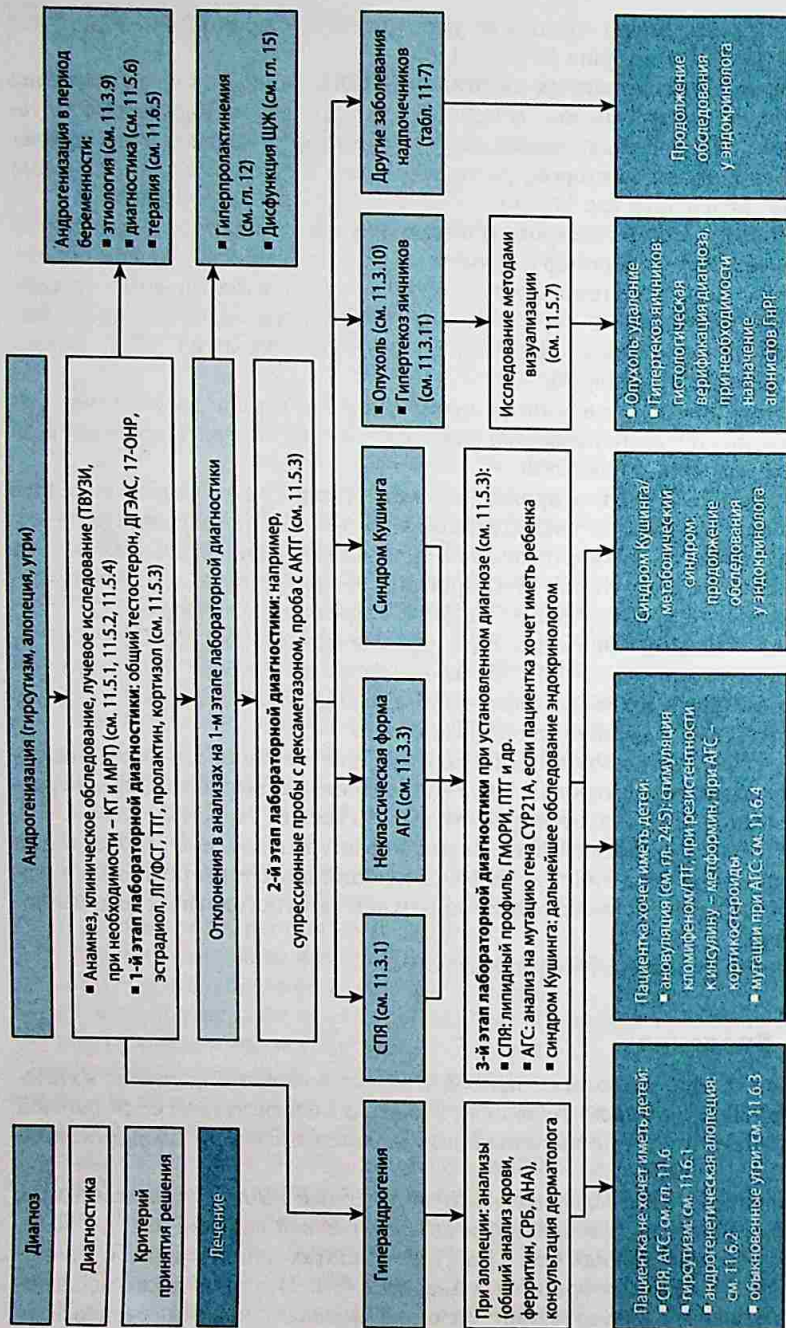 Диагноз
Диагностика
Критерий
принятия решения
Лечение
Андрогенизация (гирсутизм, алопеция, угри)
■ Анамнез, клиническое обследование, лучевое исследование (ТВУЗИ,
при необходимости – КТ и МРТ) (см. 11.5.1, 11.5.2, 11.5.4)
■ 1-й этап лабораторной диагностики: общий тестостерон, ДГЭАС, 17-ОНР,
эстрадиол, ЛГ/ФСГ, ТТГ, пролактин, кортизол (см. 11.5.3)
Андрогенизация в период
беременности:
■ этиология (см. 11.3.9)
■ диагностика (см. 11.5.6)
■ терапия (см. 11.6.5)
Отклонения в анализах на 1-м этапе лабораторной диагностики
■ Гиперпролактинемия
(см. гл. 12)
■ Дисфункция ЩЖ (см. гл. 15)
2-й этап лабораторной диагностики: например,
супрессионные пробы с дексаметазоном, проба с АКТГ (см. 11.5.3)
Гиперандрогения
СПЯ (см. 11.3.1)
Неклассическая форма
АГС (см. 11.3.3)
Синдром Кушинга
■ Опухоль (см. 11.3.10)
■ Гипертекоз яичников
(см. 11.3.11)
Другие заболевания
надпочечников
(табл. 11-7)
При алопеции: анализы
(общий анализ крови,
ферритин, СРБ, АНА),
консультация дерматолога
3-й этап лабораторной диагностики при установленном диагнозе (см. 11.5.3):
■ СПЯ: липидный профиль, ГМОРИ, ПТГ и др.
■ АГС: анализ на мутацию гена CYP21A, если пациентка хочет иметь ребенка
■ синдром Кушинга: дальнейшее обследование эндокринологом
Исследование методами
визуализации
(см. 11.5.7)
Пациентка не хочет иметь детей:
■ СПЯ, АГС: см. гл. 11.6
■ гирсутизм: см. 11.6.1
■ андрогенетическая алопеция:
см. 11.6.2
■ обыкновенные угри: см. 11.6.3
Пациентка хочет иметь детей:
■ ановуляция (см. гл. 24.5): стимуляция
кломифеном/ПГ, при резистентности
к инсулину – метформин, при АГС –
кортикостероиды
■ мутации при АГС: см. 11.6.4
Синдром Кушинга/
метаболический
синдром:
продолжение
обследования
у эндокринолога
■ Опухоль: удаление
■ Гипертекоз яичников:
гистологическая
верификация диагноза,
при необходимости
назначение
агонистов ГнРГ
Продолжение
обследования
у эндокринолога